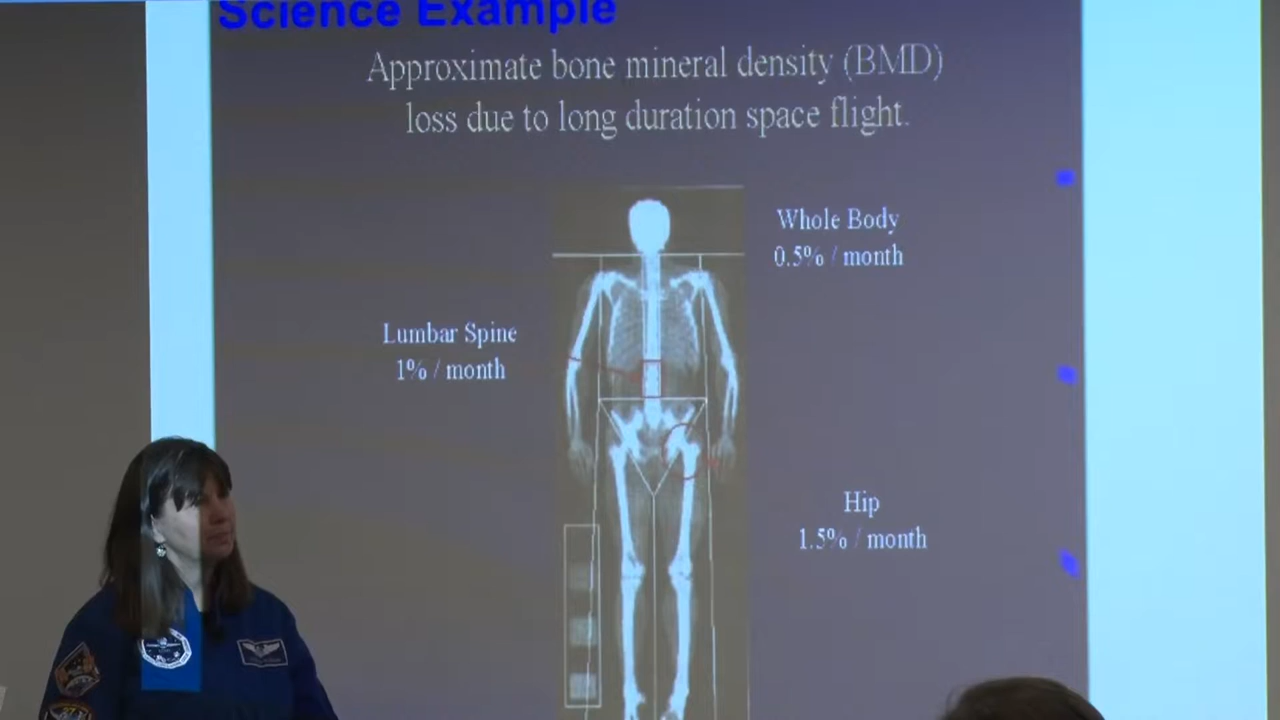 Science Example
Approximate bone mineral density (BMD)
loss due to long duration space flight.
Whole Body
0.5% / month
Lumbar Spine
1% / month
Hip
1.5% / month